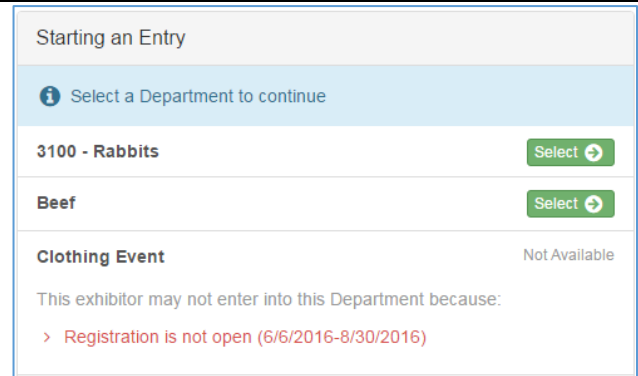 Starting an Entry
Select a Department to continue
3100 - Rabbits Select
Beef Select
Clothing Event Not Available
This exhibitor may not enter into this Department because:
> Registration is not open (6/6/2016-8/30/2016)